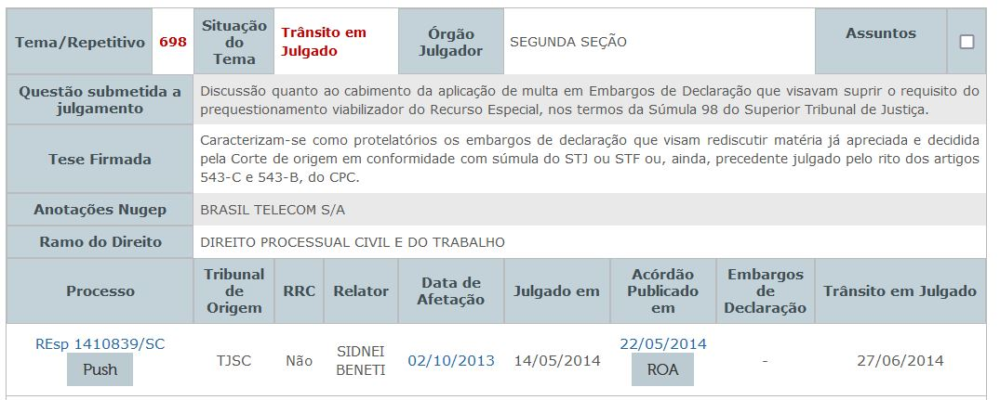 Tema/Repetitivo 698 Situação do Tema Trânsito em Julgado Órgão Julgador SEGUNDA SEÇÃO Assuntos
Questão submetida a julgamento
Discussão quanto ao cabimento da aplicação de multa em Embargos de Declaração que visavam suprir o requisito do
prequestionamento viabilizador do Recurso Especial, nos termos da Súmula 98 do Superior Tribunal de Justiça.
Tese Firmada
Caracterizam-se como protelatórios os embargos de declaração que visam rediscutir matéria já apreciada e decidida
pela Corte de origem em conformidade com súmula do STJ ou STF ou, ainda, precedente julgado pelo rito dos artigos
543-C e 543-B, do CPC.
Anotações Nugep BRASIL TELECOM S/A
Ramo do Direito DIREITO PROCESSUAL CIVIL E DO TRABALHO
Processo Tribunal de Origem RRC Relator Data de Afetação Julgado em Acórdão Publicado em Embargos de Declaração Trânsito em Julgado
REsp 1410839/SC Push TJSC Não SIDNEI BENETI 02/10/2013 14/05/2014 22/05/2014 ROA - 27/06/2014